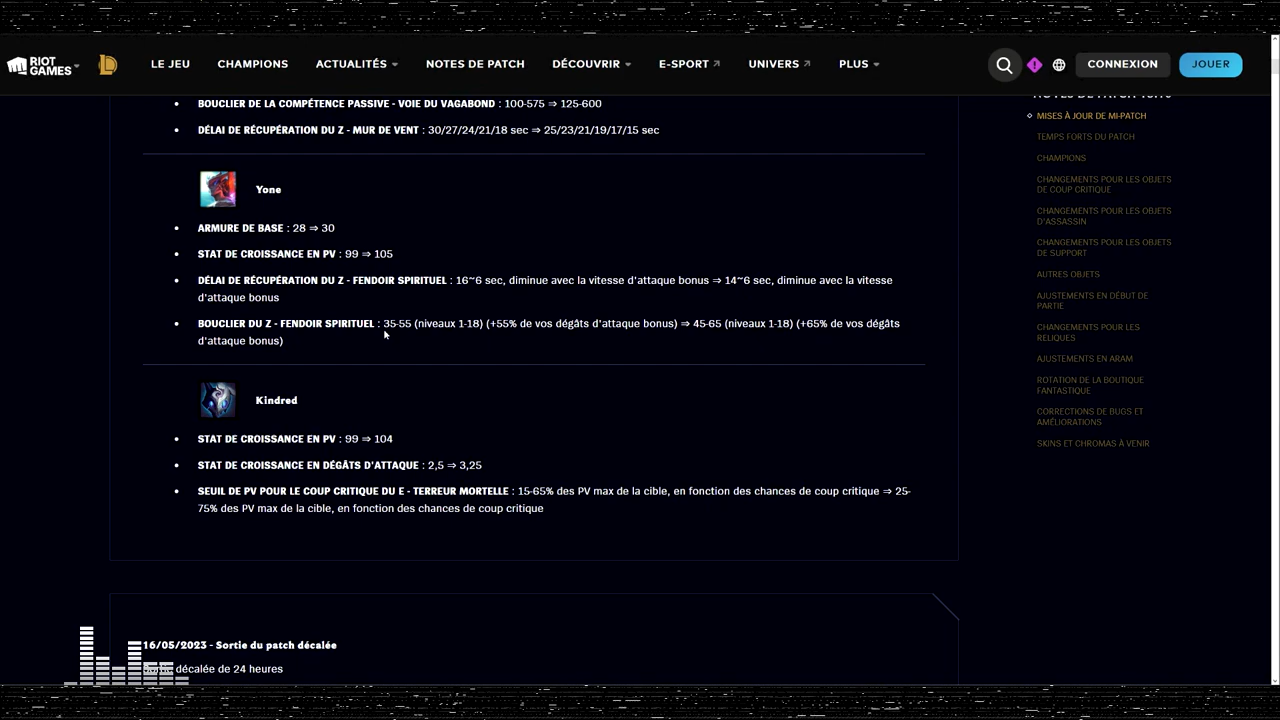 RIOT GAMES
LE JEU
CHAMPIONS
ACTUALITÉS
NOTES DE PATCH
DÉCOUVRIR
E-SPORT
UNIVERS
PLUS
CONNEXION
JOUER
BOUCLIER DE LA COMPÉTENCE PASSIVE - VOIE DU VAGABOND : 100-575 ⇒ 125-600
DÉLAI DE RÉCUPÉRATION DU Z - MUR DE VENT : 30/27/24/21/18 sec ⇒ 25/23/21/19/17/15 sec
Yone
ARMURE DE BASE : 28 ⇒ 30
STAT DE CROISSANCE EN PV : 99 ⇒ 105
DÉLAI DE RÉCUPÉRATION DU Z - FENDOIR SPIRITUEL : 16~6 sec, diminue avec la vitesse d'attaque bonus ⇒ 14~6 sec, diminue avec la vitesse
d'attaque bonus
BOUCLIER DU Z - FENDOIR SPIRITUEL : 35-55 (niveaux 1-18) (+55% de vos dégâts d'attaque bonus) ⇒ 45-65 (niveaux 1-18) (+65% de vos dégâts
d'attaque bonus)
Kindred
STAT DE CROISSANCE EN PV : 99 ⇒ 104
STAT DE CROISSANCE EN DÉGÂTS D'ATTAQUE : 2,5 ⇒ 3,25
SEUIL DE PV POUR LE COUP CRITIQUE DU E - TERREUR MORTELLE : 15-65% des PV max de la cible, en fonction des chances de coup critique ⇒ 25-
75% des PV max de la cible, en fonction des chances de coup critique
16/05/2023 - Sortie du patch décalée
décalée de 24 heures
NOTES DE PATCH
MISES À JOUR DE MI-PATCH
TEMPS FORTS DU PATCH
CHAMPIONS
CHANGEMENTS POUR LES OBJETS
DE COUP CRITIQUE
CHANGEMENTS POUR LES OBJETS
D'ASSASSIN
CHANGEMENTS POUR LES OBJETS
DE SUPPORT
AUTRES OBJETS
AJUSTEMENTS EN DÉBUT DE
PARTIE
CHANGEMENTS POUR LES
RELIQUES
AJUSTEMENTS EN ARAM
ROTATION DE LA BOUTIQUE
FANTASTIQUE
CORRECTIONS DE BUGS ET
AMÉLIORATIONS
SKINS ET CHROMAS À VENIR